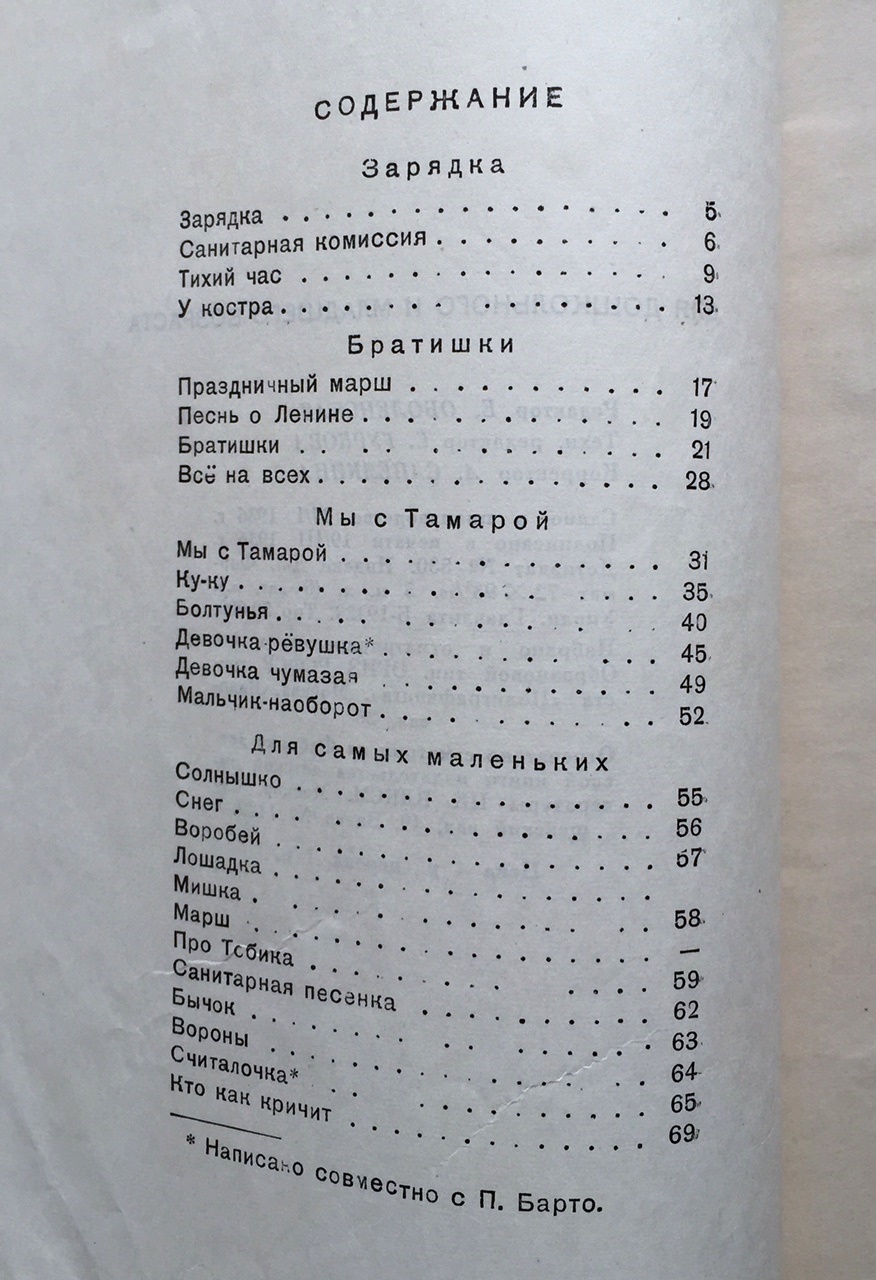 СОДЕРЖАНИЕ
Зарядка
Зарядка . . . . . . . . . . . . . . . . 5
Санитарная комиссия . . . . . . . . . . 6
Тихий час . . . . . . . . . . . . . . . 9
У костра . . . . . . . . . . . . . . . 13
Братишки
Праздничный марш . . . . . . . . . . . 17
Песнь о Ленине . . . . . . . . . . . . 19
Братишки . . . . . . . . . . . . . . . 21
Всё на всех . . . . . . . . . . . . . . 28
Мы с Тамарой
Мы с Тамарой . . . . . . . . . . . . . 31
Ку-ку . . . . . . . . . . . . . . . . . 35
Болтунья . . . . . . . . . . . . . . . 40
Девочка-рёвушка* . . . . . . . . . . . 45
Девочка чумазая . . . . . . . . . . . . 49
Мальчик-наоборот . . . . . . . . . . . 52
Для самых маленьких
Солнышко . . . . . . . . . . . . . . . 55
Снег . . . . . . . . . . . . . . . . . 56
Воробей . . . . . . . . . . . . . . . . 57
Лошадка . . . . . . . . . . . . . . . .
Мишка . . . . . . . . . . . . . . . . . 58
Марш . . . . . . . . . . . . . . . . . —
Про Тобика . . . . . . . . . . . . . . 59
Санитарная песенка . . . . . . . . . . 62
Бычок . . . . . . . . . . . . . . . . . 63
Вороны . . . . . . . . . . . . . . . . 64
Считалочка* . . . . . . . . . . . . . . 65
Кто как кричит . . . . . . . . . . . . 69
* Написано совместно с П. Барто.